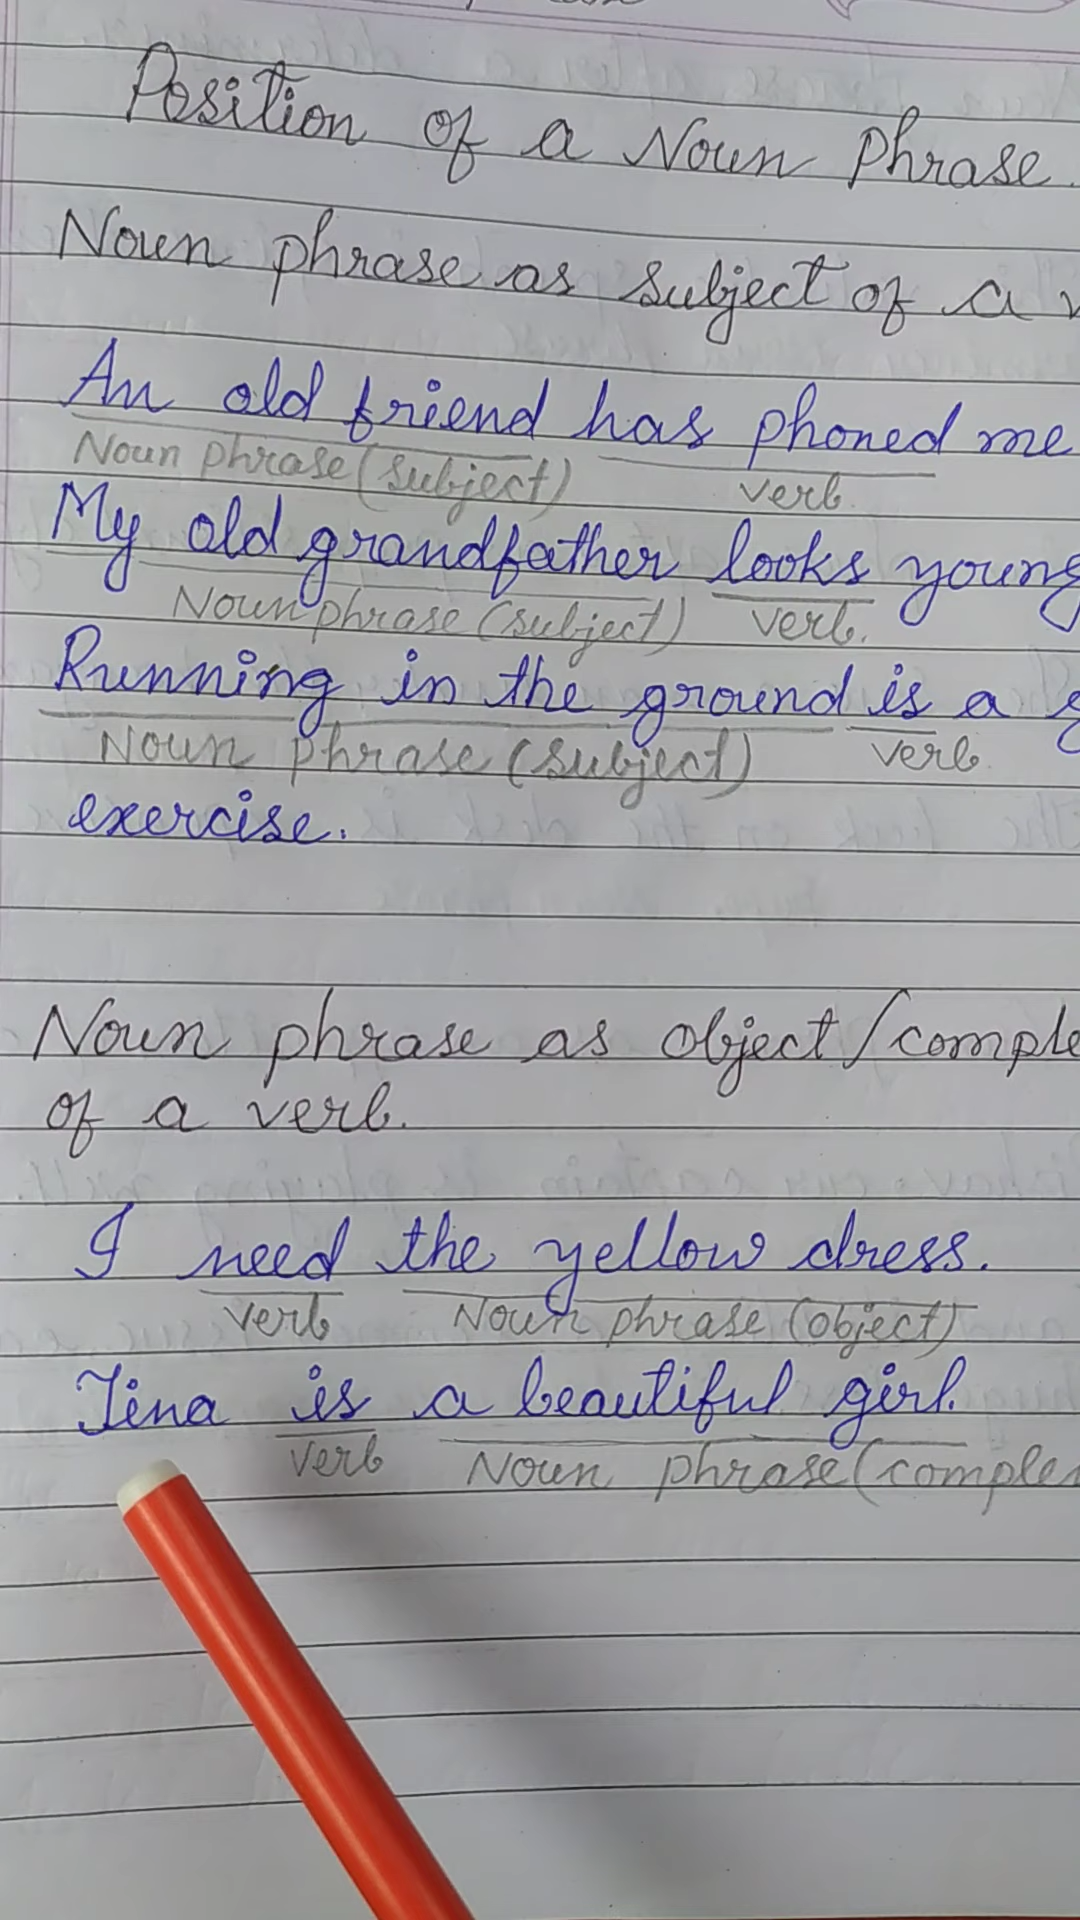 Position of a Noun Phrase.
Noun phrase as subject of a
An old friend has phoned me
Noun phrase (subject) verb.
My old grandfather looks young
Noun phrase (subject) verb.
Running in the ground is a
Noun phrase (subject) verb
exercise.
Noun phrase as object/comple
of a verb.
I need the yellow dress.
verb Noun phrase (object)
Tina is a beautiful girl.
verb Noun phrase (comple